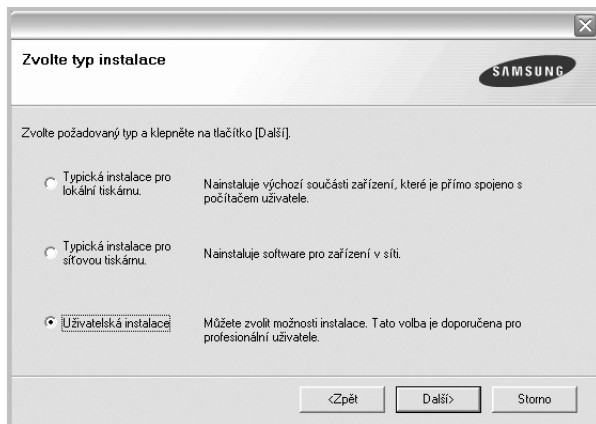 Zvolte typ instalace
SAMSUNG
Zvolte požadovaný typ a klepněte na tlačítko [Další].
Typická instalace pro
lokální tiskárnu.
Nainstaluje výchozí součásti zařízení, které je přímo spojeno s
počítačem uživatele.
Typická instalace pro
síťovou tiskárnu.
Nainstaluje software pro zařízení v síti.
Uživatelská instalace
Můžete zvolit možnosti instalace. Tato volba je doporučena pro
profesionální uživatele.
<Zpět
Další>
Storno